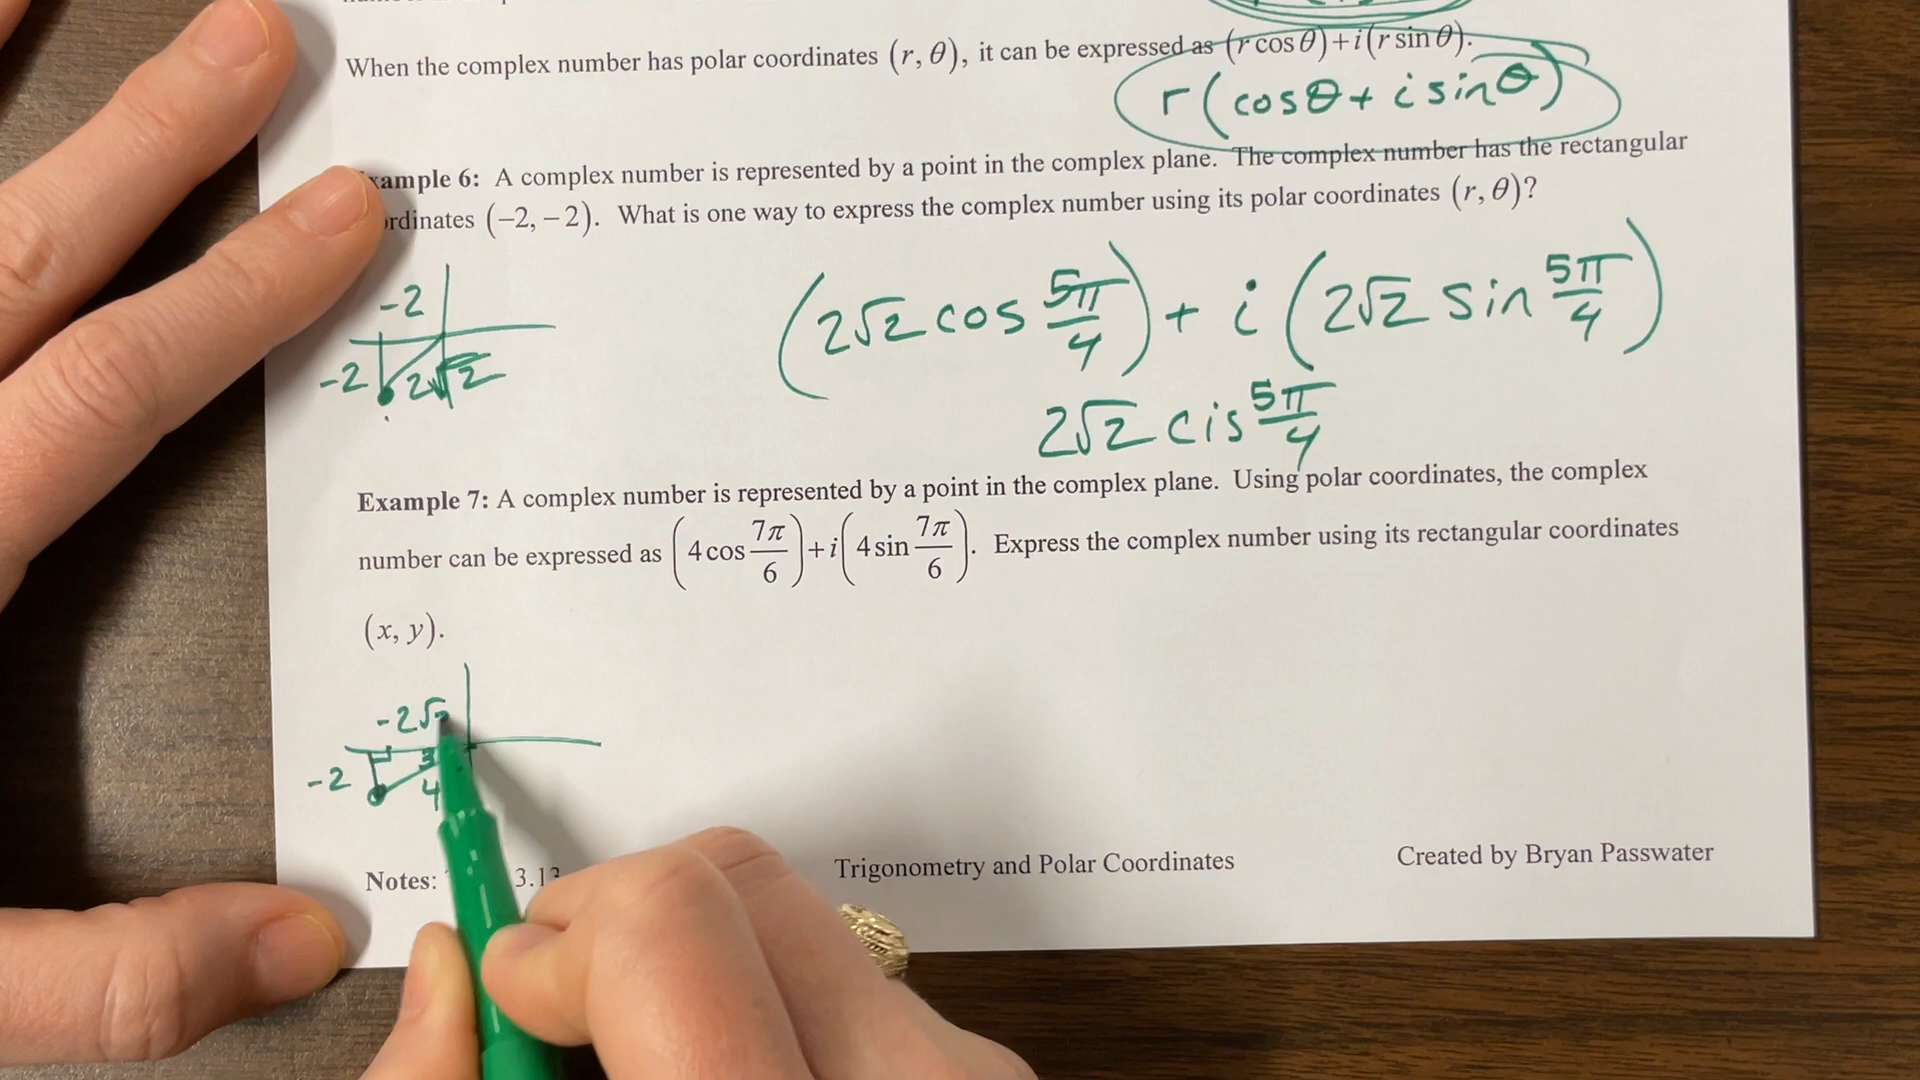 When the complex number has polar coordinates (r, θ), it can be expressed as (r cos θ)+i(r sin θ).
r(cosθ + i sinθ)
ample 6: A complex number is represented by a point in the complex plane. The complex number has the rectangular
rdinates (−2, −2). What is one way to express the complex number using its polar coordinates (r, θ)?
-2
-2
2√2
(2√2 cos 5π/4) + i (2√2 sin 5π/4)
2√2 cis 5π/4
Example 7: A complex number is represented by a point in the complex plane. Using polar coordinates, the complex
number can be expressed as (4 cos 7π/6)+i(4 sin 7π/6). Express the complex number using its rectangular coordinates
(x, y).
-2√
-2
3
4
Notes: 3.13
Trigonometry and Polar Coordinates
Created by Bryan Passwater